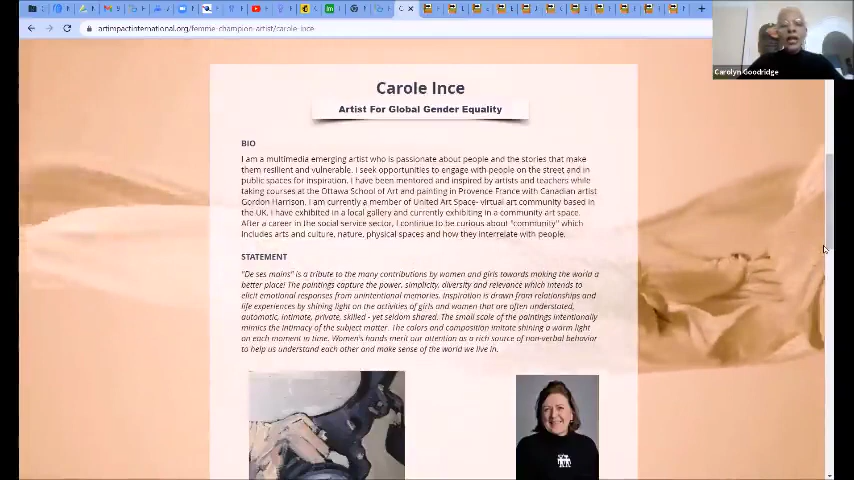 artimpactinternational.org/femme-champion-artist/carole-ince
Carolyn Goodridge
Carole Ince
Artist For Global Gender Equality
BIO
I am a multimedia emerging artist who is passionate about people and the stories that make
them resilient and vulnerable. I seek opportunities to engage with people on the street and in
public spaces for inspiration. I have been mentored and inspired by artists and teachers while
taking courses at the Ottawa School of Art and painting in Provence France with Canadian artist
Gordon Harrison. I am currently a member of United Art Space- virtual art community based in
the UK. I have exhibited in a local gallery and currently exhibiting in a community art space.
After a career in the social service sector, I continue to be curious about "community" which
includes arts and culture, nature, physical spaces and how they interrelate with people.
STATEMENT
"De ses mains" is a tribute to the many contributions by women and girls towards making the world a
better place! The paintings capture the power, simplicity, diversity and relevance which intends to
elicit emotional responses from unintentional memories. Inspiration is drawn from relationships and
life experiences by shining light on the activities of girls and women that are often understated,
automatic, intimate, private, skilled - yet seldom shared. The small scale of the paintings intentionally
mimics the intimacy of the subject matter. The colors and composition imitate shining a warm light
on each moment in time. Women's hands merit our attention as a rich source of non-verbal behavior
to help us understand each other and make sense of the world we live in.